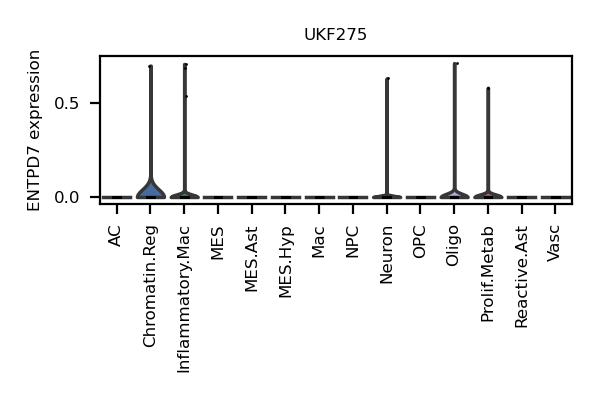 UKF275
ENTPD7 expression
0.5
0.0
AC
Chromatin.Reg
Inflammatory.Mac
MES
MES.Ast
MES.Hyp
Mac
NPC
Neuron
OPC
Oligo
Prolif.Metab
Reactive.Ast
Vasc